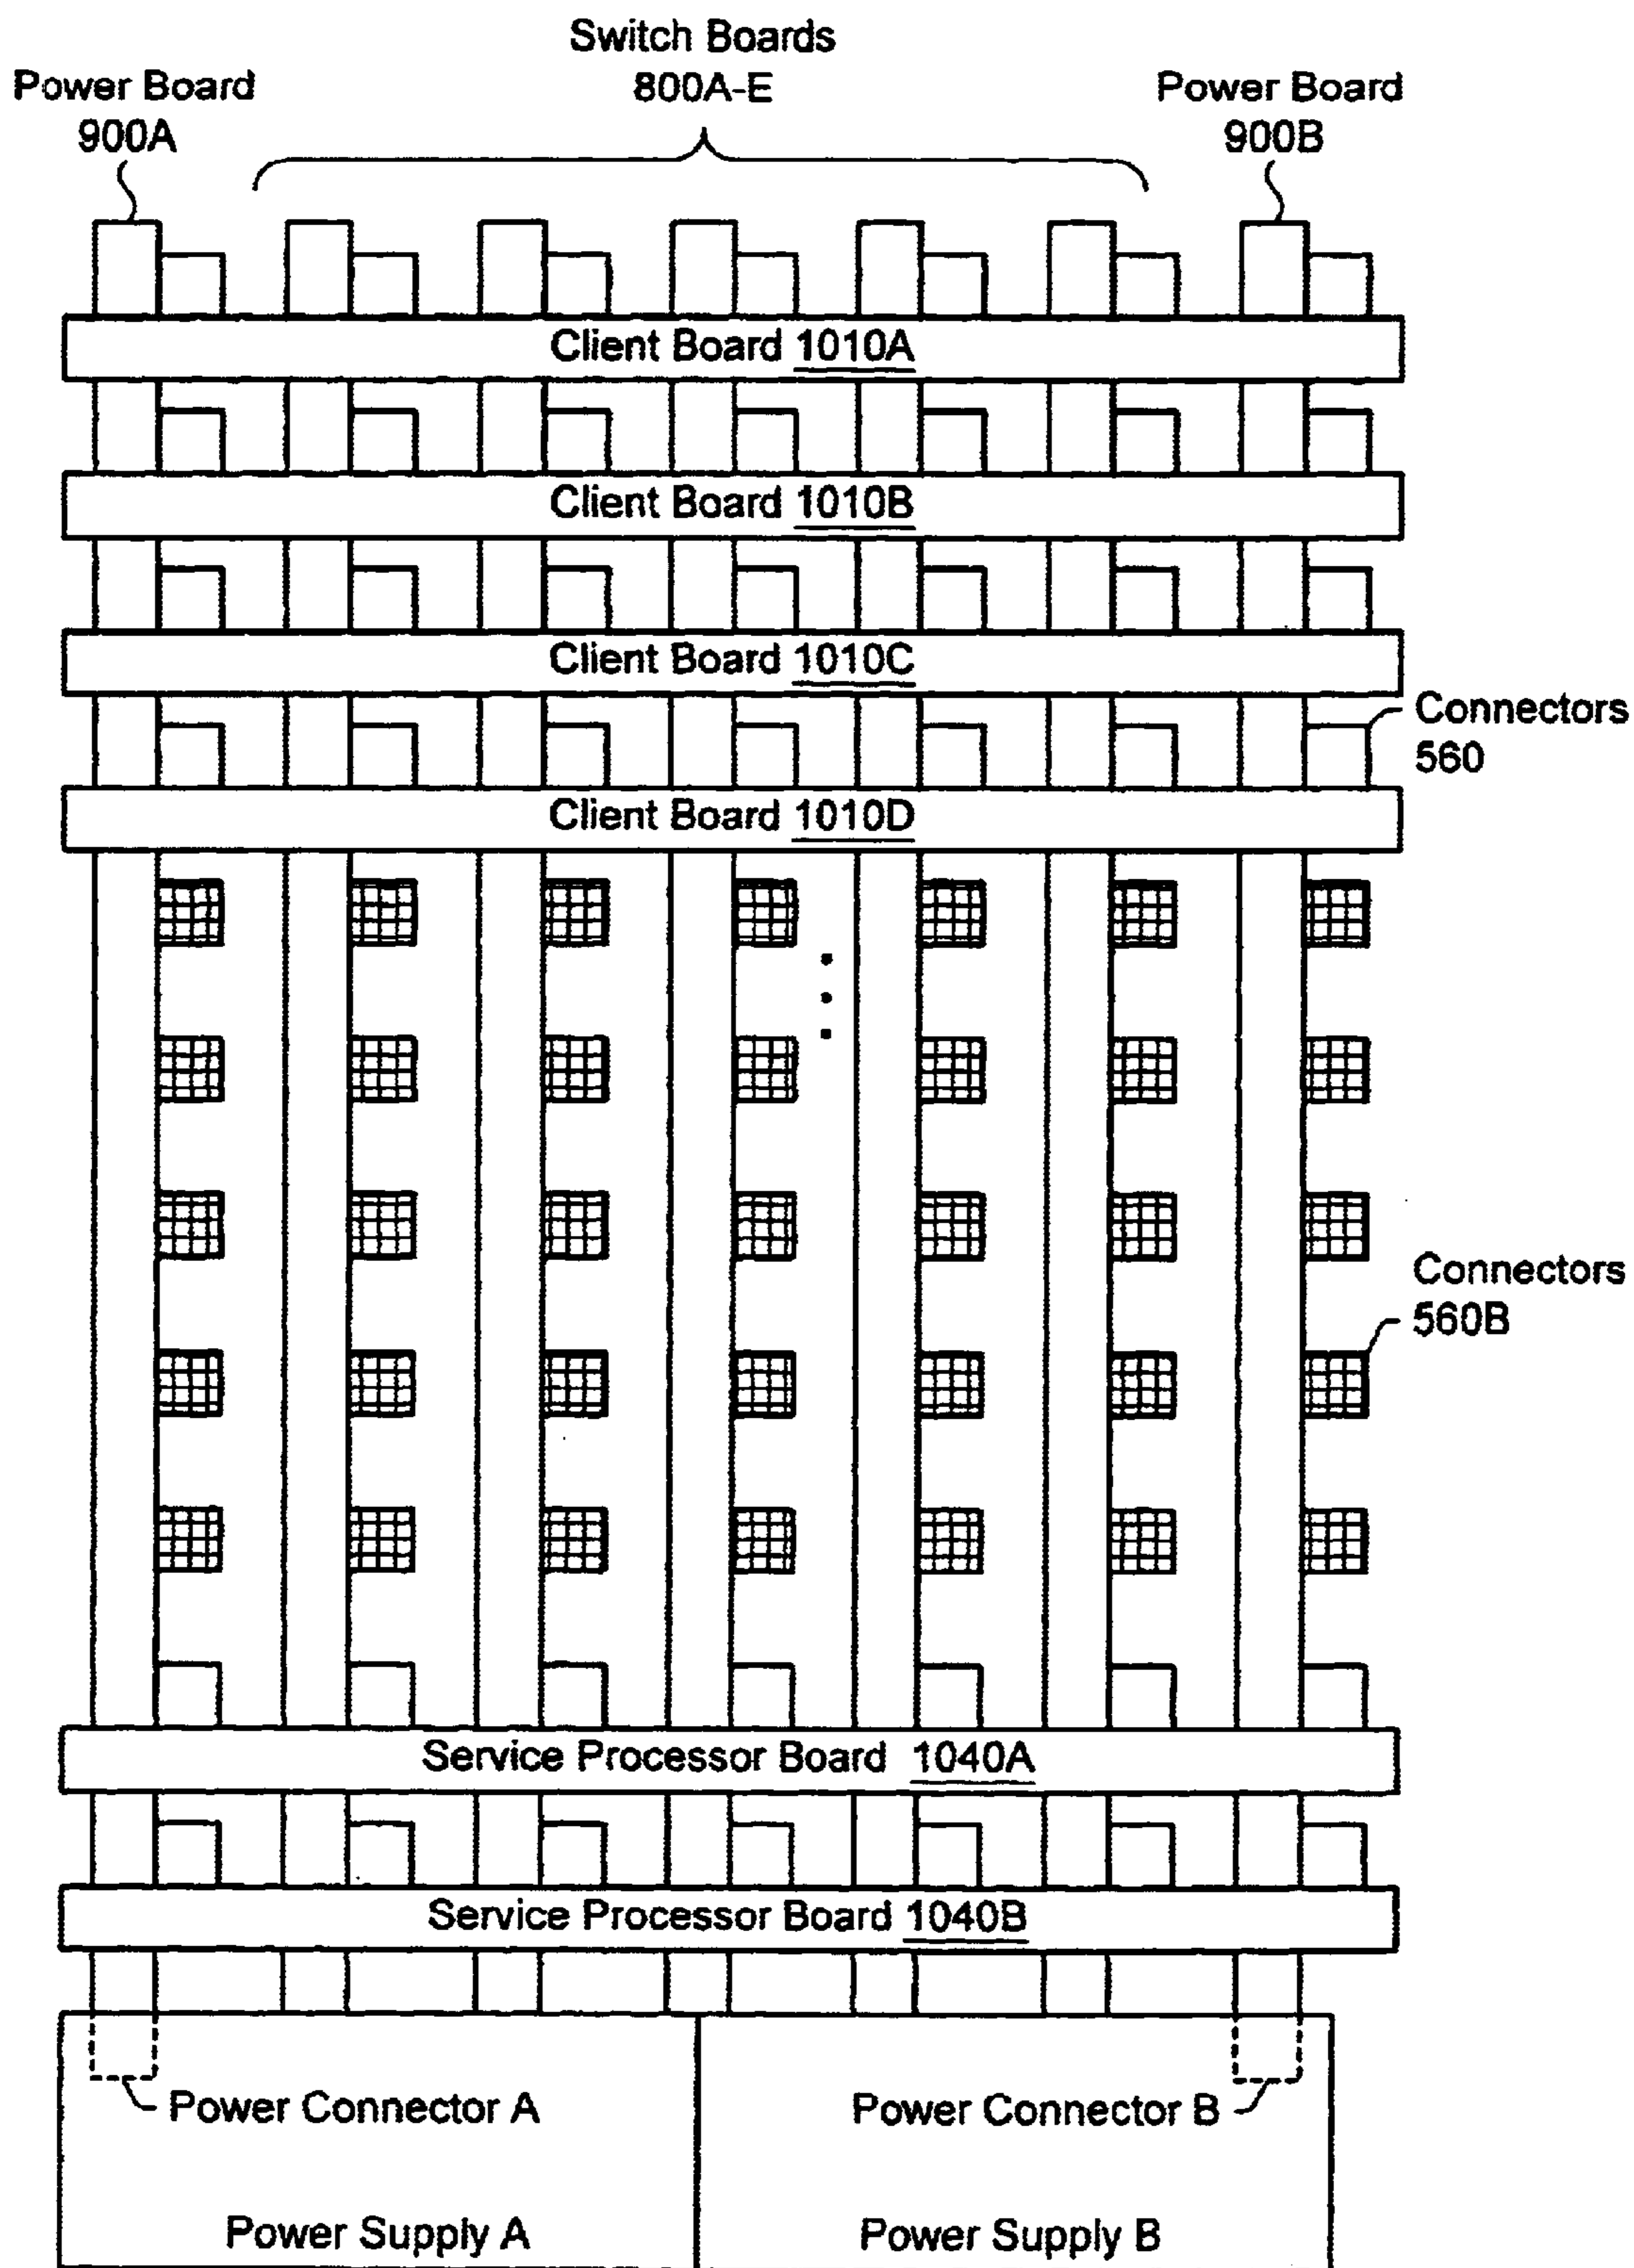 Switch Boards
800A-E
Power Board
900A
Power Board
900B
Client Board 1010A
Client Board 1010B
Client Board 1010C
Connectors
560
Client Board 1010D
Connectors
560B
Service Processor Board 1040A
Service Processor Board 1040B
Power Connector A
Power Connector B
Power Supply A
Power Supply B